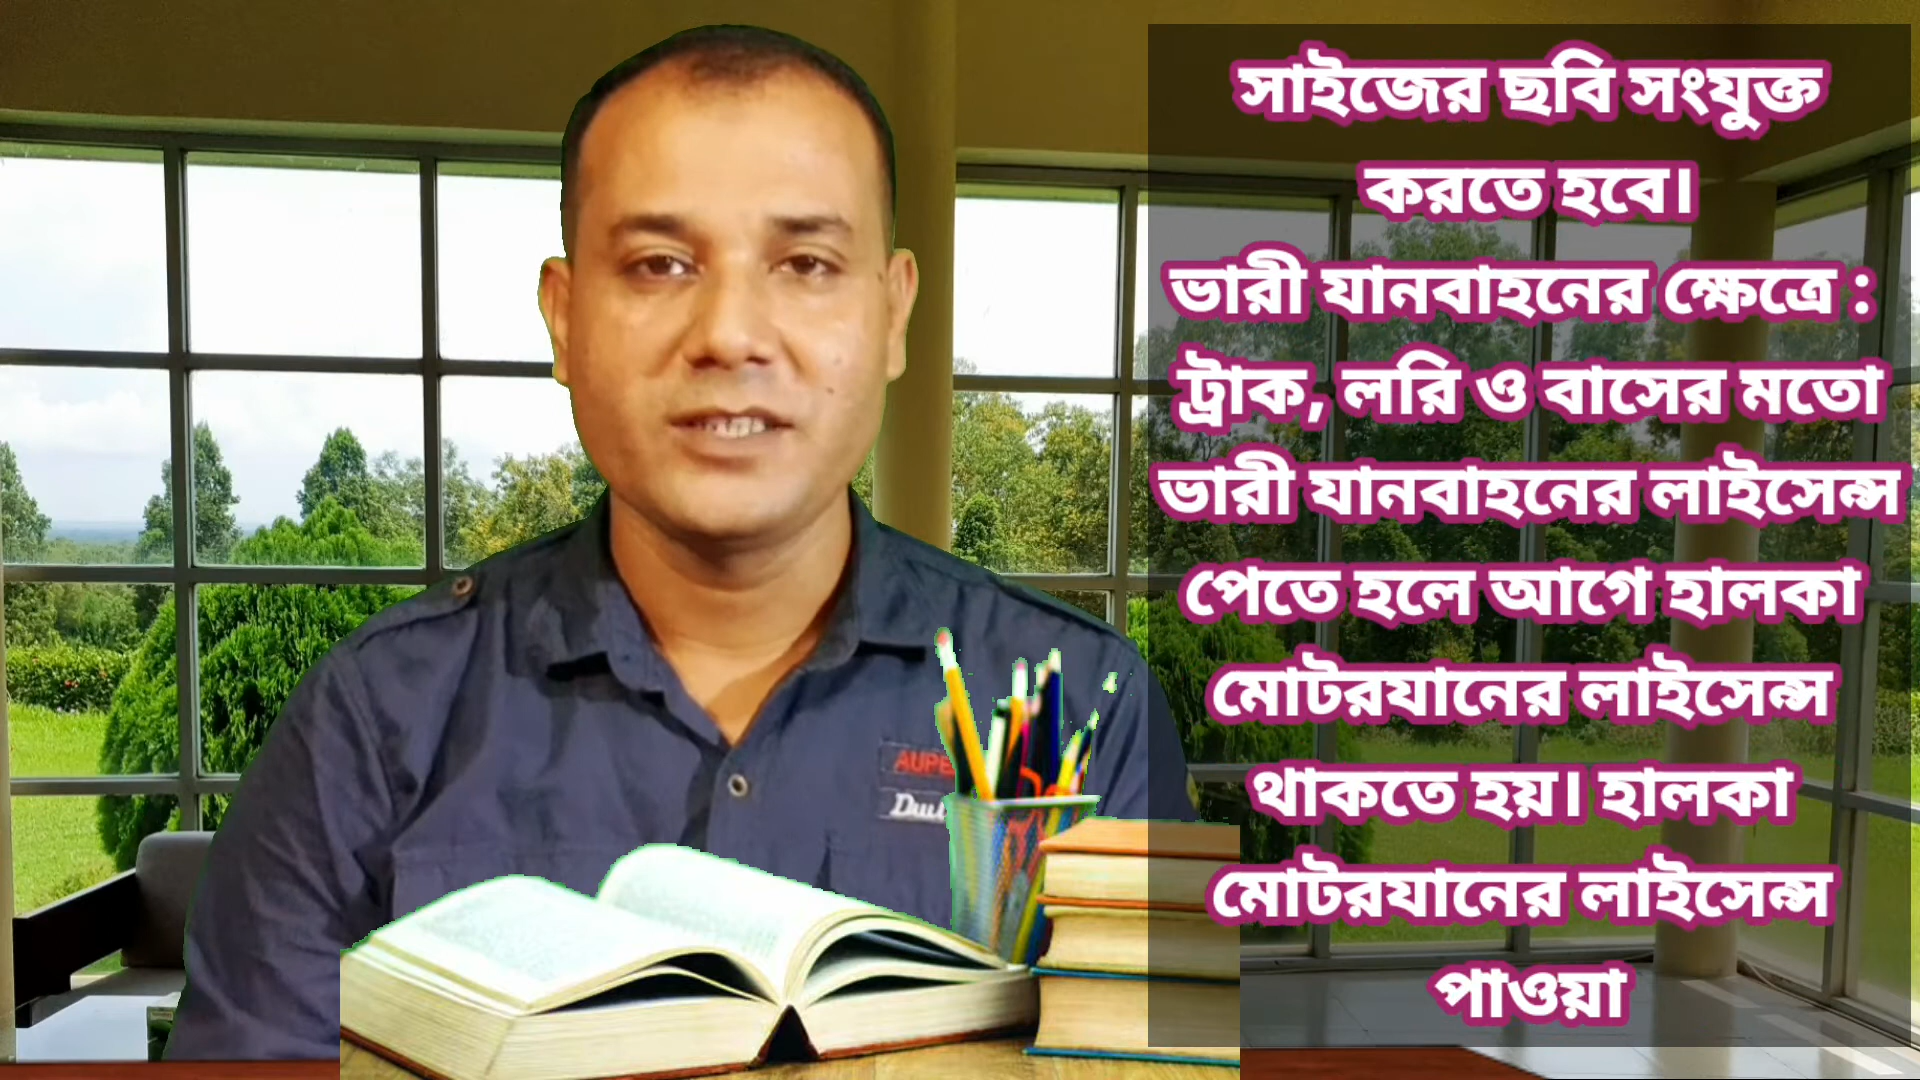 সাইজের ছবি সংযুক্ত
করতে হবে।
ভারী যানবাহনের ক্ষেত্রে :
ট্রাক, লরি ও বাসের মতো
ভারী যানবাহনের লাইসেন্স
পেতে হলে আগে হালকা
মোটরযানের লাইসেন্স
থাকতে হয়। হালকা
মোটরযানের লাইসেন্স
পাওয়া
AUPE